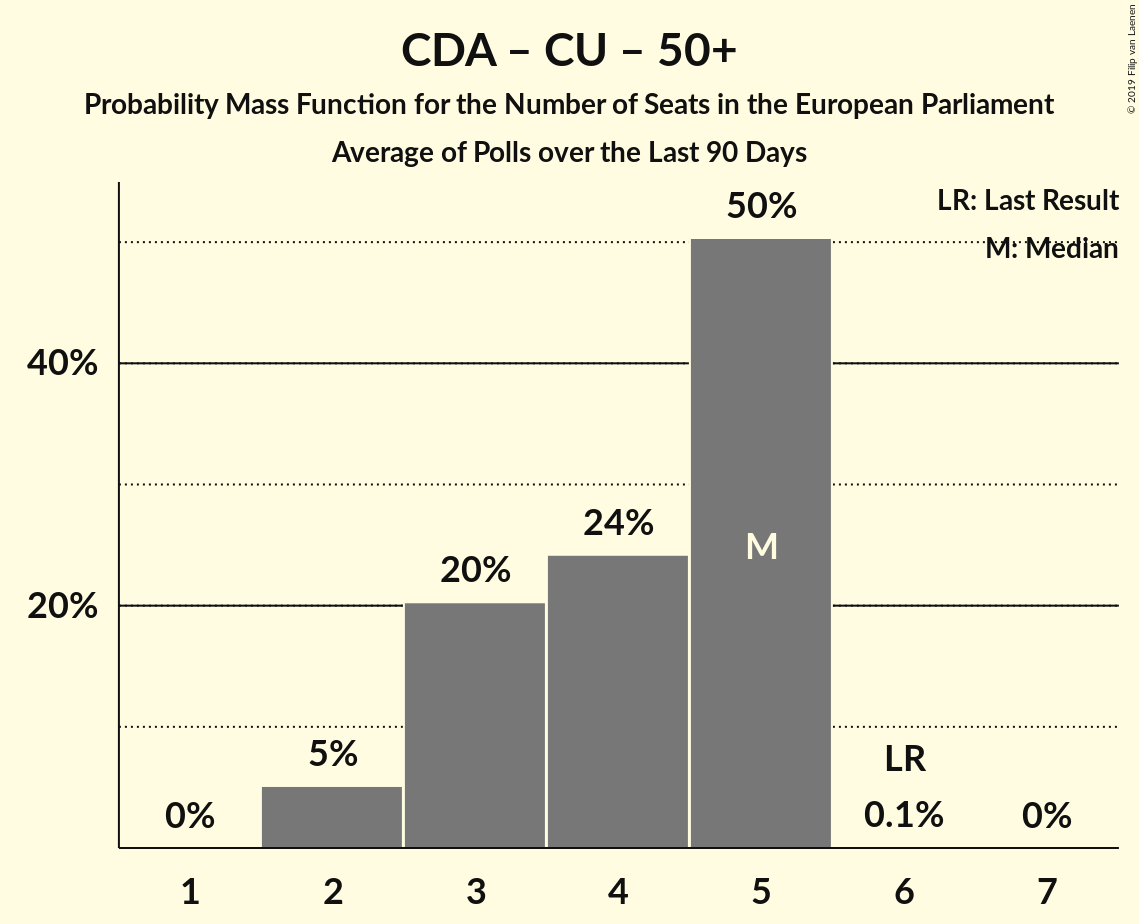 CDA – CU – 50+
Probability Mass Function for the Number of Seats in the European Parliament
Average of Polls over the Last 90 Days
© 2019 Filip van Laenen
LR: Last Result
M: Median
50%
40%
24%
M
20%
20%
5%
LR
0%
0.1%
0%
1 2 3 4 5 6 7